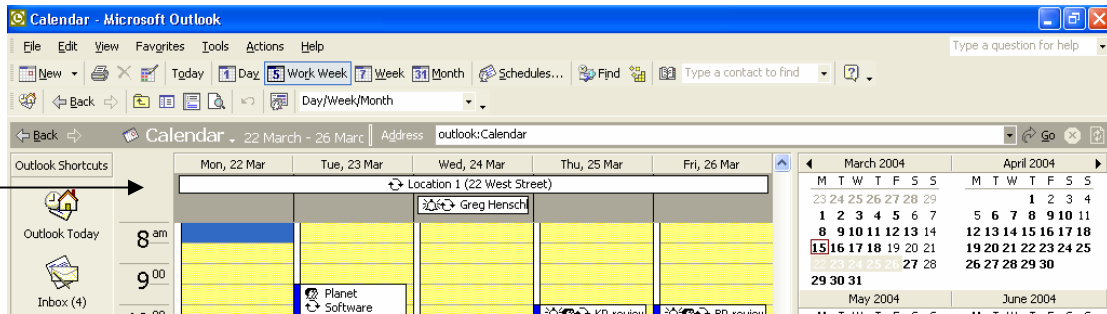 Calendar - Microsoft Outlook
File Edit View Favorites Tools Actions Help Type a question for help
New Today 1 Day 5 Work Week 7 Week 31 Month Schedules... Find Type a contact to find
Back Day/Week/Month
Back Calendar 22 March - 26 Marc Address outlook:Calendar Go
Outlook Shortcuts Mon, 22 Mar Tue, 23 Mar Wed, 24 Mar Thu, 25 Mar Fri, 26 Mar March 2004 April 2004
Location 1 (22 West Street) M T W T F S S M T W T F S S
Greg Hensch 23 24 25 26 27 28 29 1 2 3 4
1 2 3 4 5 6 7 5 6 7 8 9 10 11
Outlook Today 8 am 8 9 10 11 12 13 14 12 13 14 15 16 17 18
15 16 17 18 19 20 21 19 20 21 22 23 24 25
22 23 24 25 26 27 28 26 27 28 29 30
9 00 29 30 31
Planet May 2004 June 2004
Inbox (4) Software
M T W T F S S M T W T F S S